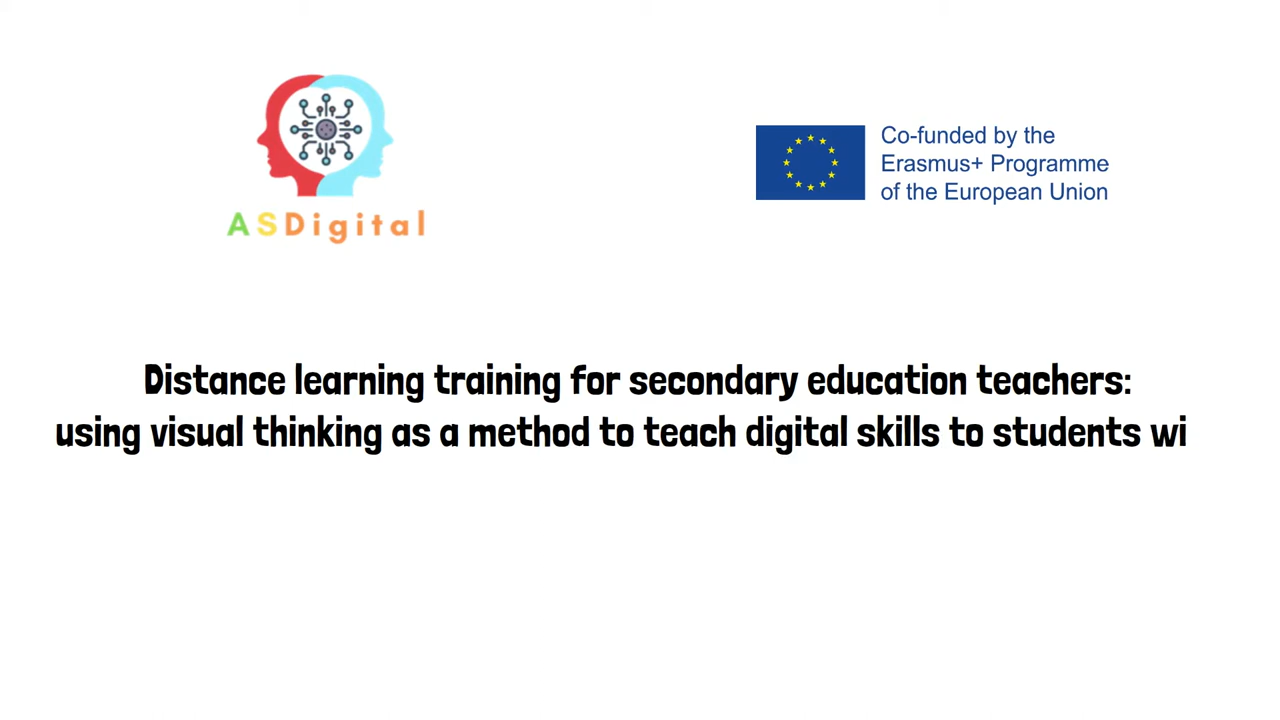 ASDigital
Co-funded by the
Erasmus+ Programme
of the European Union
Distance learning training for secondary education teachers:
using visual thinking as a method to teach digital skills to students wi